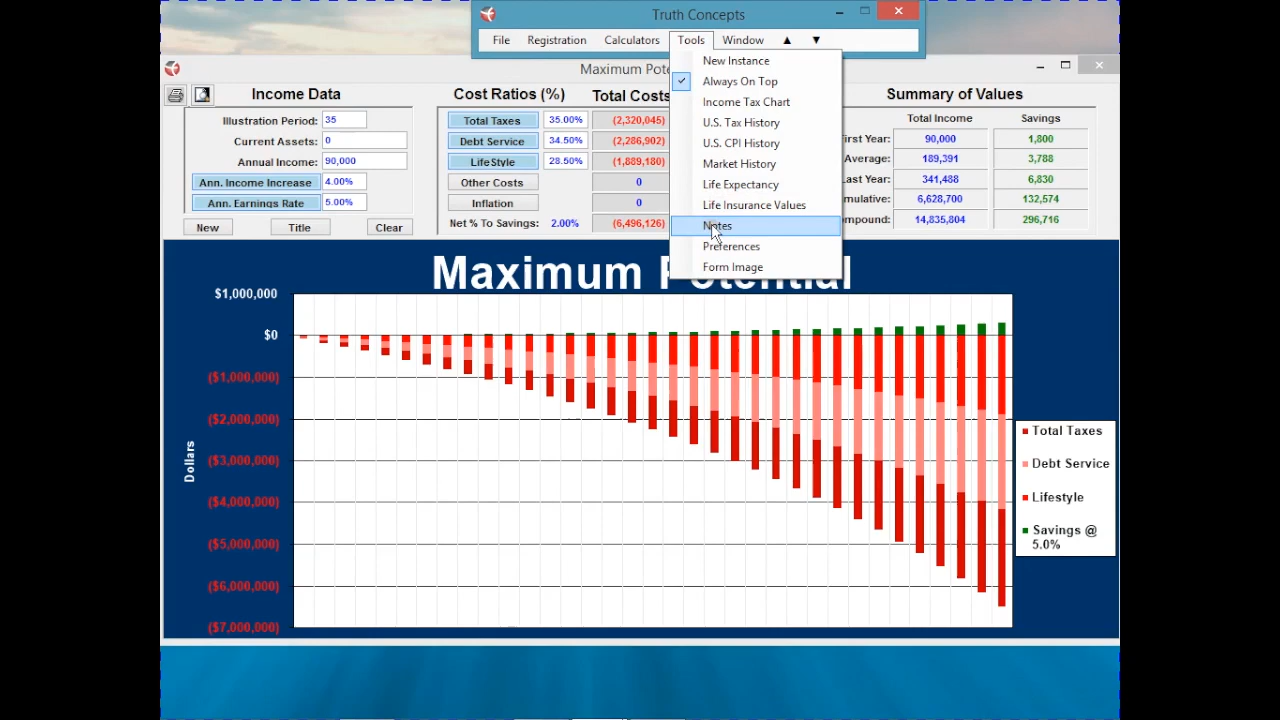 Truth Concepts
File Registration Calculators Tools Window ▲ ▼
New Instance
Always On Top
Income Tax Chart
U.S. Tax History
U.S. CPI History
Market History
Life Expectancy
Life Insurance Values
Notes
Preferences
Form Image
Maximum
Income Data
Illustration Period: 35
Current Assets: 0
Annual Income: 90,000
Ann. Income Increase 4.00%
Ann. Earnings Rate 5.00%
New Title Clear
Cost Ratios (%) Total Costs
Total Taxes 35.00% (2,320,045)
Debt Service 34.50% (2,286,902)
LifeStyle 28.50% (1,889,180)
Other Costs 0
Inflation 0
Net % To Savings: 2.00% (6,496,126)
Summary of Values
Total Income Savings
Year: 90,000 1,800
Average: 189,391 3,788
Last Year: 341,488 6,830
6,628,700 132,574
14,835,804 296,716
Maximum Potential
$1,000,000
$0
($1,000,000)
($2,000,000)
($3,000,000)
($4,000,000)
($5,000,000)
($6,000,000)
($7,000,000)
Dollars
Total Taxes
Debt Service
Lifestyle
Savings @
5.0%